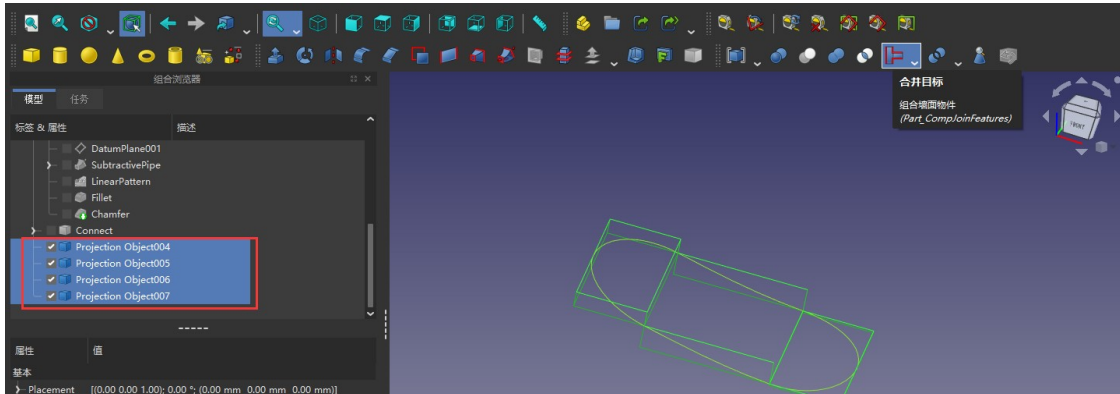 组合浏览器
模型 任务
标签 & 属性 描述
DatumPlane001
SubtractivePipe
LinearPattern
Fillet
Chamfer
Connect
Projection Object004
Projection Object005
Projection Object006
Projection Object007
属性 值
基本
Placement [(0.00 0.00 1.00); 0.00 °; (0.00 mm 0.00 mm 0.00 mm)]
合并目标
组合墙面物件
(Part_CompJoinFeatures)
FRONT